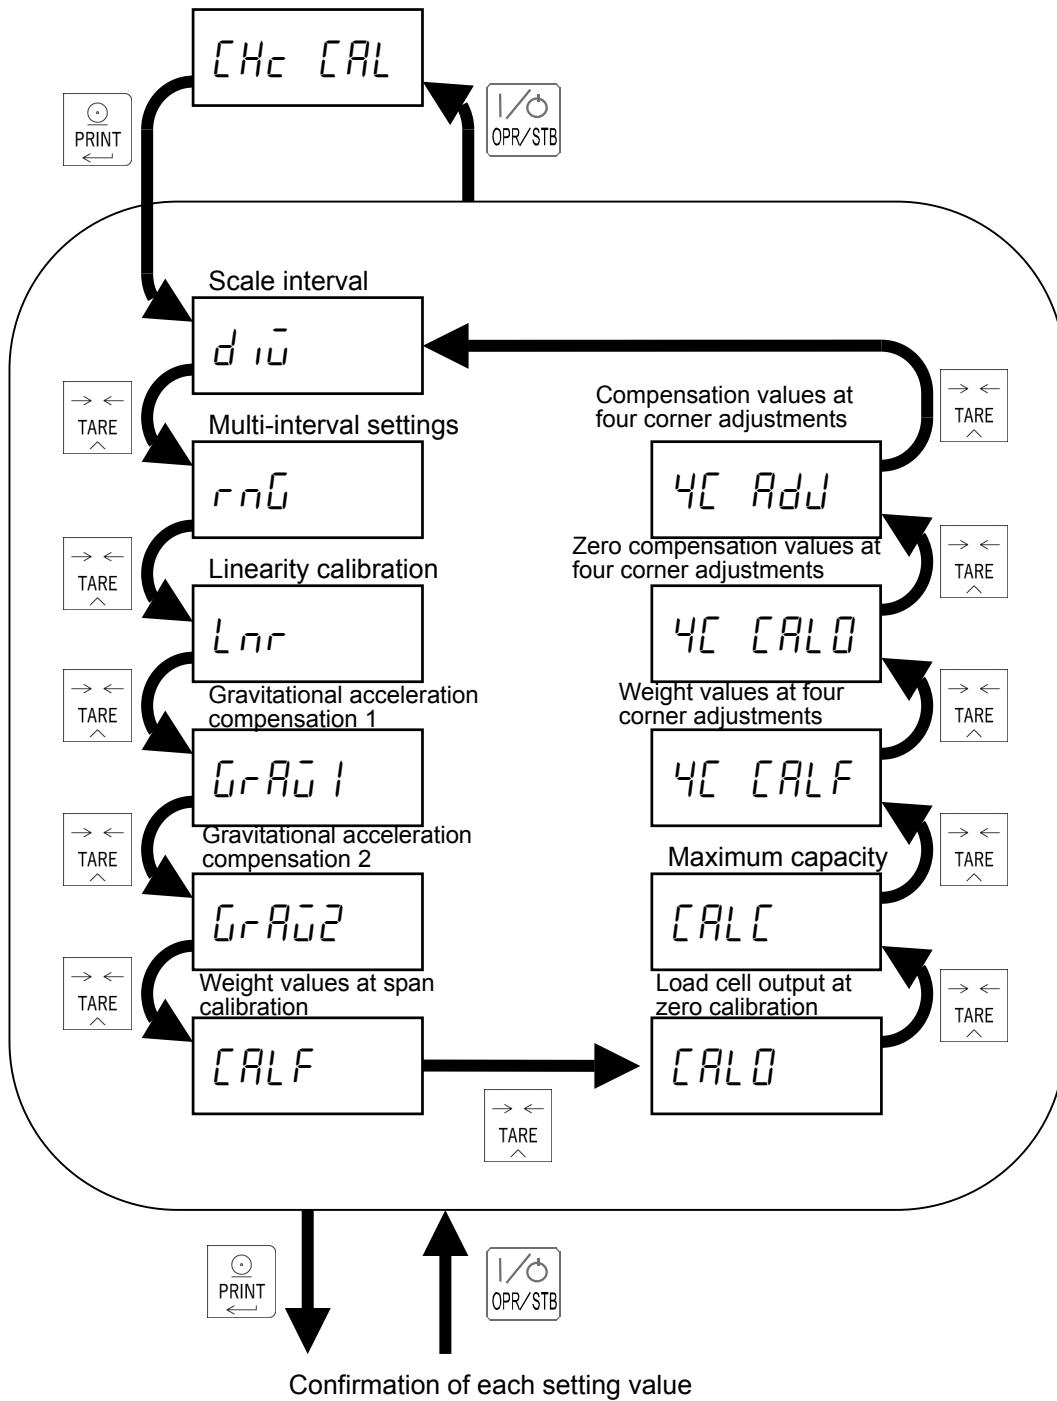 CHc CAL
PRINT
I/
OPR/STB
Scale interval
div
TARE
Multi-interval settings
rnG
TARE
Linearity calibration
Lnr
TARE
Gravitational acceleration
compensation 1
GrAv1
TARE
Gravitational acceleration
compensation 2
GrAv2
TARE
Weight values at span
calibration
CALF
TARE
Load cell output at
zero calibration
CAL0
TARE
Maximum capacity
CALC
TARE
Weight values at four
corner adjustments
4C CALF
TARE
Zero compensation values at
four corner adjustments
4C CAL0
TARE
Compensation values at
four corner adjustments
4C AdJ
TARE
PRINT
I/
OPR/STB
Confirmation of each setting value